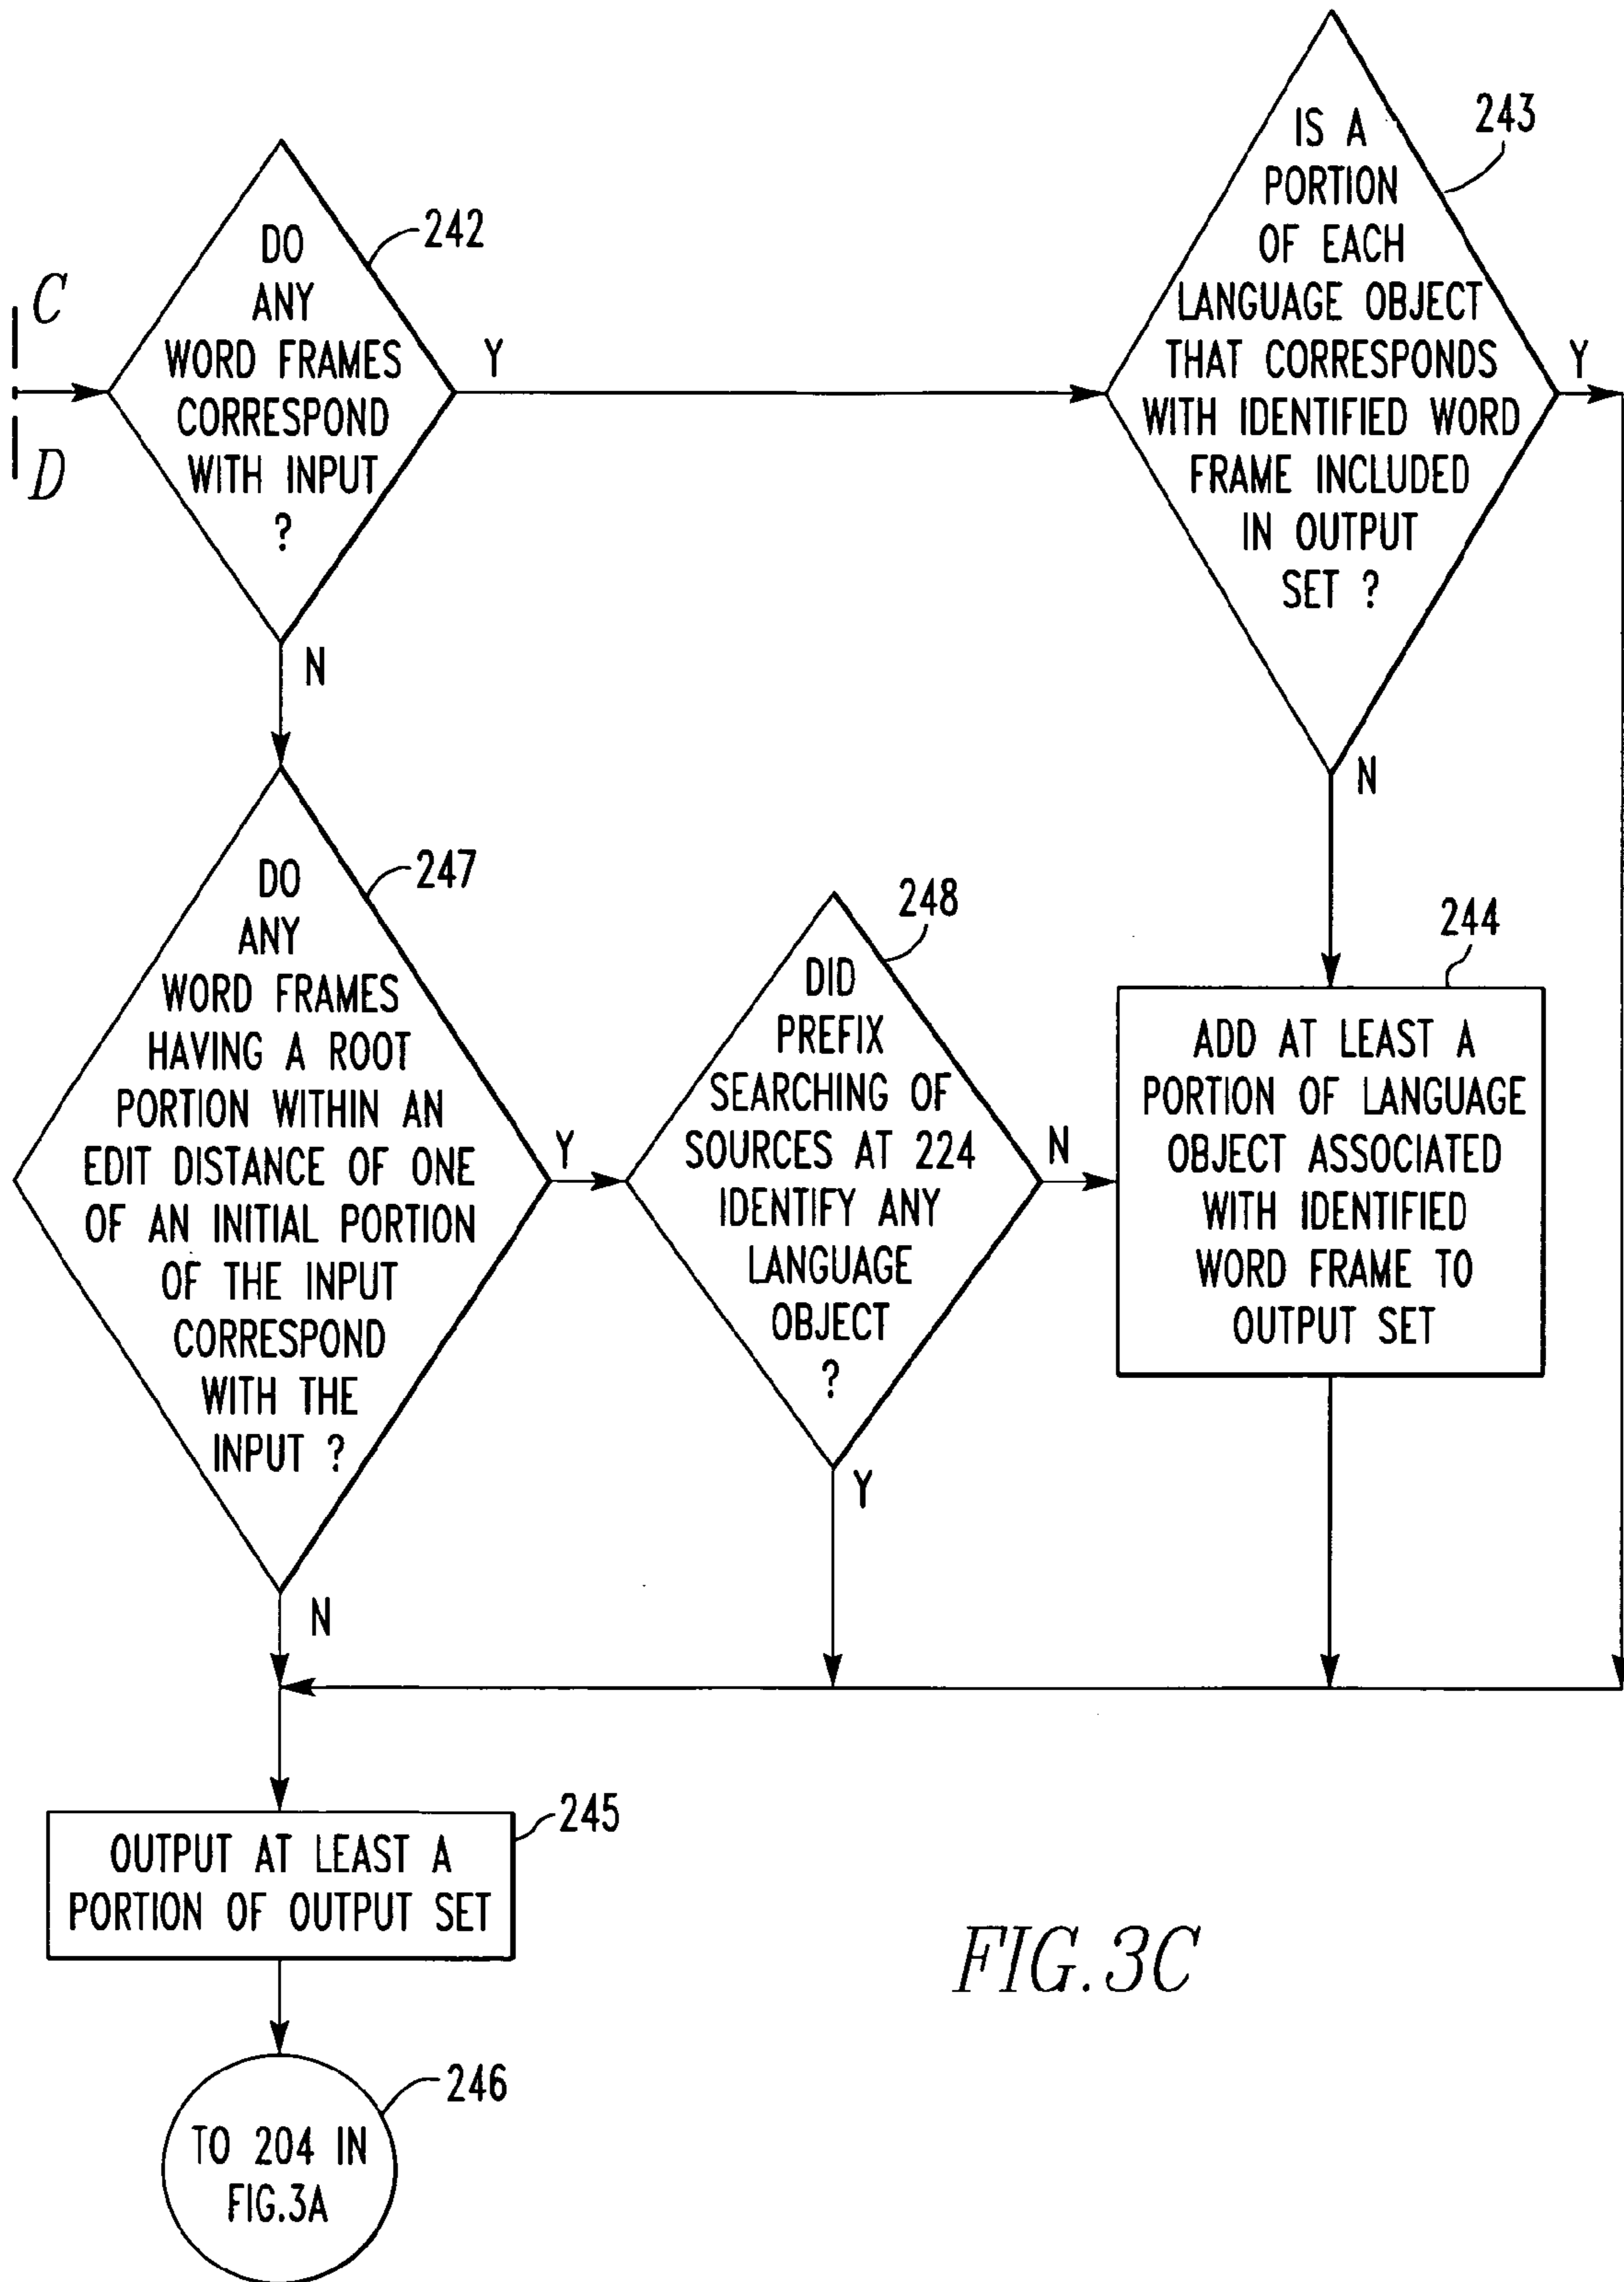 C
D
242
DO
ANY
WORD FRAMES
CORRESPOND
WITH INPUT
?
Y
N
243
IS A
PORTION
OF EACH
LANGUAGE OBJECT
THAT CORRESPONDS
WITH IDENTIFIED WORD
FRAME INCLUDED
IN OUTPUT
SET ?
Y
N
247
DO
ANY
WORD FRAMES
HAVING A ROOT
PORTION WITHIN AN
EDIT DISTANCE OF ONE
OF AN INITIAL PORTION
OF THE INPUT
CORRESPOND
WITH THE
INPUT ?
Y
N
248
DID
PREFIX
SEARCHING OF
SOURCES AT 224
IDENTIFY ANY
LANGUAGE
OBJECT
?
N
Y
244
ADD AT LEAST A
PORTION OF LANGUAGE
OBJECT ASSOCIATED
WITH IDENTIFIED
WORD FRAME TO
OUTPUT SET
245
OUTPUT AT LEAST A
PORTION OF OUTPUT SET
246
TO 204 IN
FIG.3A
FIG.3C